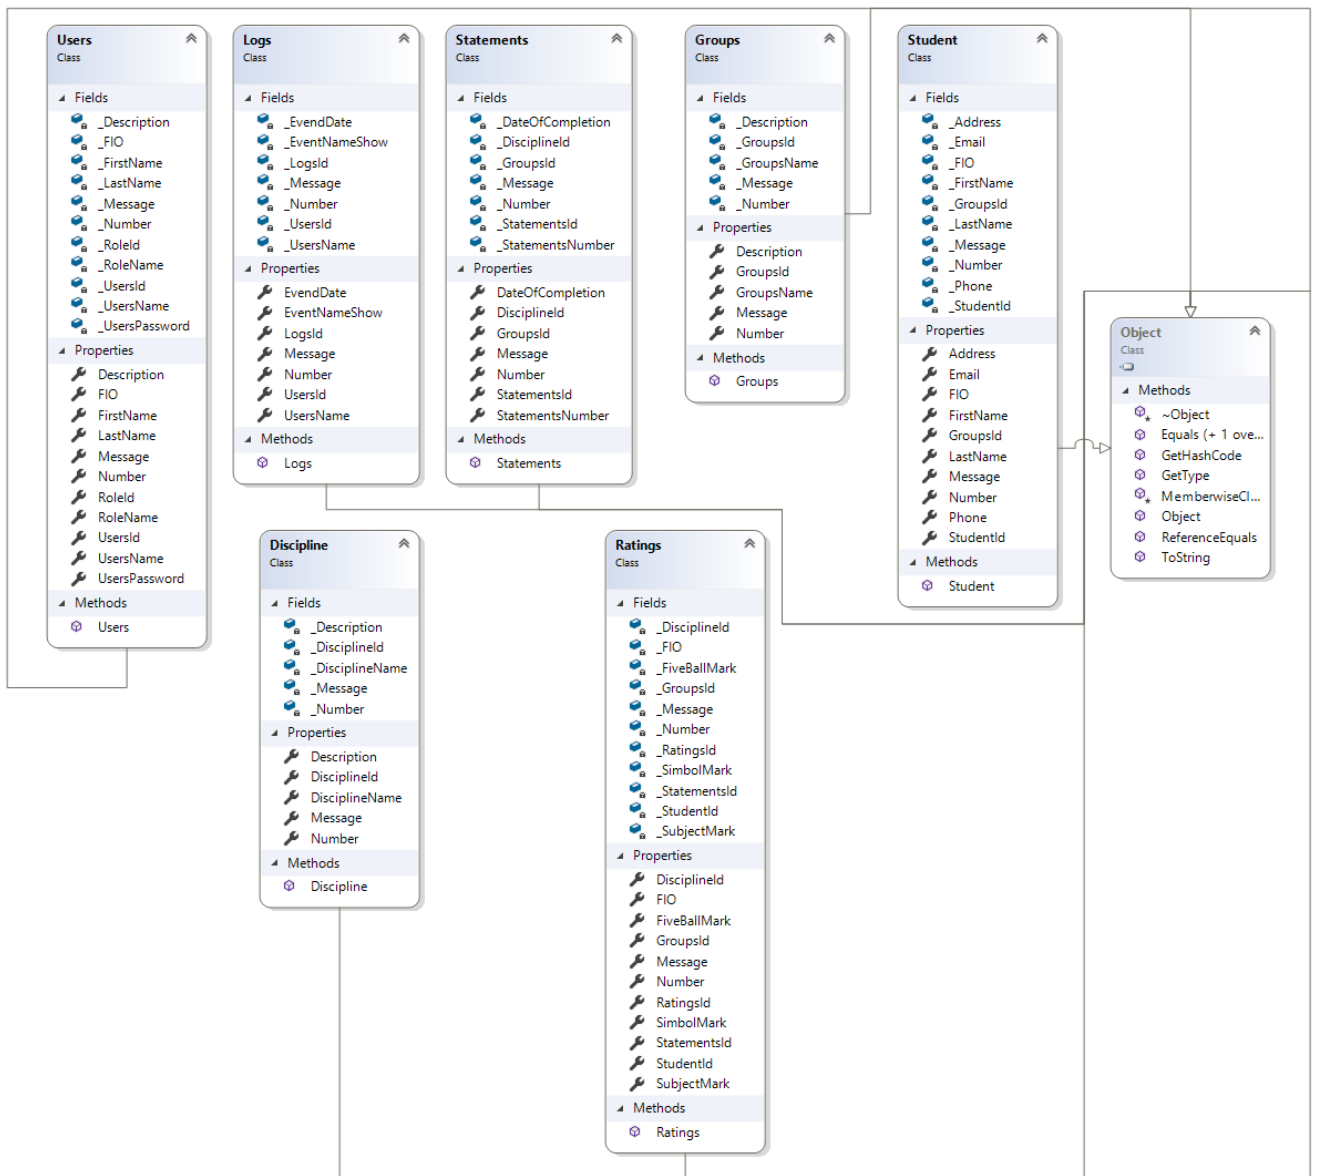 Users
Class
Fields
_Description
_FIO
_FirstName
_LastName
_Message
_Number
_RoleId
_RoleName
_UsersId
_UsersName
_UsersPassword
Properties
Description
FIO
FirstName
LastName
Message
Number
RoleId
RoleName
UsersId
UsersName
UsersPassword
Methods
Users
Logs
Class
Fields
_EvendDate
_EventNameShow
_LogsId
_Message
_Number
_UsersId
_UsersName
Properties
EvendDate
EventNameShow
LogsId
Message
Number
UsersId
UsersName
Methods
Logs
Statements
Class
Fields
_DateOfCompletion
_DisciplineId
_GroupsId
_Message
_Number
_StatementsId
_StatementsNumber
Properties
DateOfCompletion
DisciplineId
GroupsId
Message
Number
StatementsId
StatementsNumber
Methods
Statements
Groups
Class
Fields
_Description
_GroupsId
_GroupsName
_Message
_Number
Properties
Description
GroupsId
GroupsName
Message
Number
Methods
Groups
Student
Class
Fields
_Address
_Email
_FIO
_FirstName
_GroupsId
_LastName
_Message
_Number
_Phone
_StudentId
Properties
Address
Email
FIO
FirstName
GroupsId
LastName
Message
Number
Phone
StudentId
Methods
Student
Object
Class
Methods
~Object
Equals (+ 1 ove...
GetHashCode
GetType
MemberwiseCl...
Object
ReferenceEquals
ToString
Discipline
Class
Fields
_Description
_DisciplineId
_DisciplineName
_Message
_Number
Properties
Description
DisciplineId
DisciplineName
Message
Number
Methods
Discipline
Ratings
Class
Fields
_DisciplineId
_FIO
_FiveBallMark
_GroupsId
_Message
_Number
_RatingsId
_SimbolMark
_StatementsId
_StudentId
_SubjectMark
Properties
DisciplineId
FIO
FiveBallMark
GroupsId
Message
Number
RatingsId
SimbolMark
StatementsId
StudentId
SubjectMark
Methods
Ratings